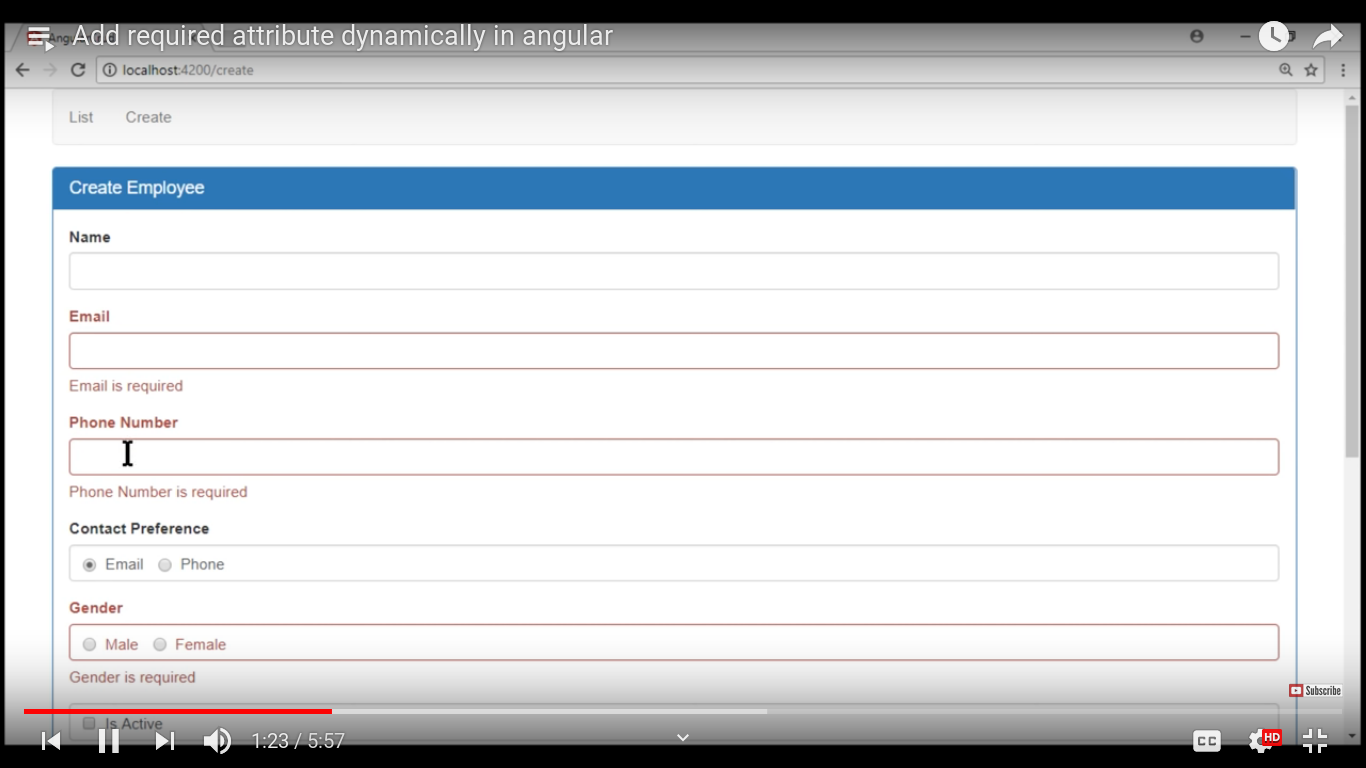 Add required attribute dynamically in angular
localhost:4200/create
List Create
Create Employee
Name
Email
Email is required
Phone Number
Phone Number is required
Contact Preference
Email Phone
Gender
Male Female
Gender is required
Subscribe
Is Active
1:23 / 5:57
CC
HD